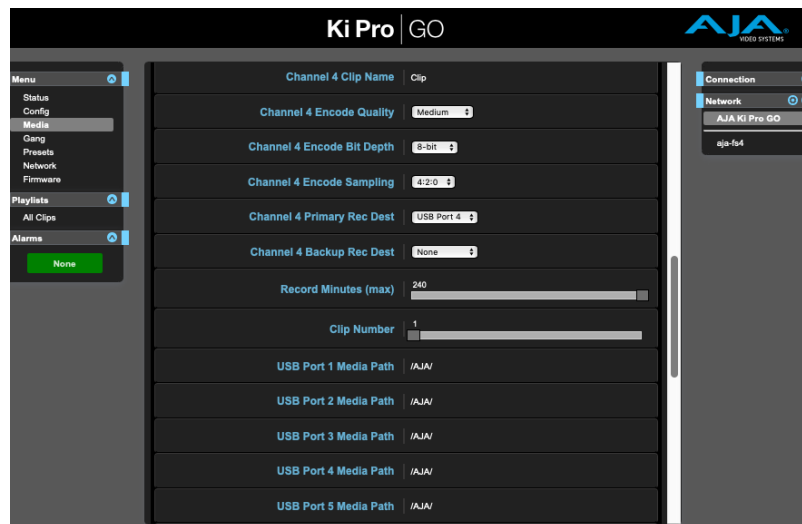 Ki Pro GO
AJA
VIDEO SYSTEMS
Menu
Status
Config
Media
Gang
Presets
Network
Firmware
Playlists
All Clips
Alarms
None
Channel 4 Clip Name Clip
Channel 4 Encode Quality Medium
Channel 4 Encode Bit Depth 8-bit
Channel 4 Encode Sampling 4:2:0
Channel 4 Primary Rec Dest USB Port 4
Channel 4 Backup Rec Dest None
Record Minutes (max) 240
Clip Number 1
USB Port 1 Media Path /AJA/
USB Port 2 Media Path /AJA/
USB Port 3 Media Path /AJA/
USB Port 4 Media Path /AJA/
USB Port 5 Media Path /AJA/
Connection
Network
AJA Ki Pro GO
aja-fs4